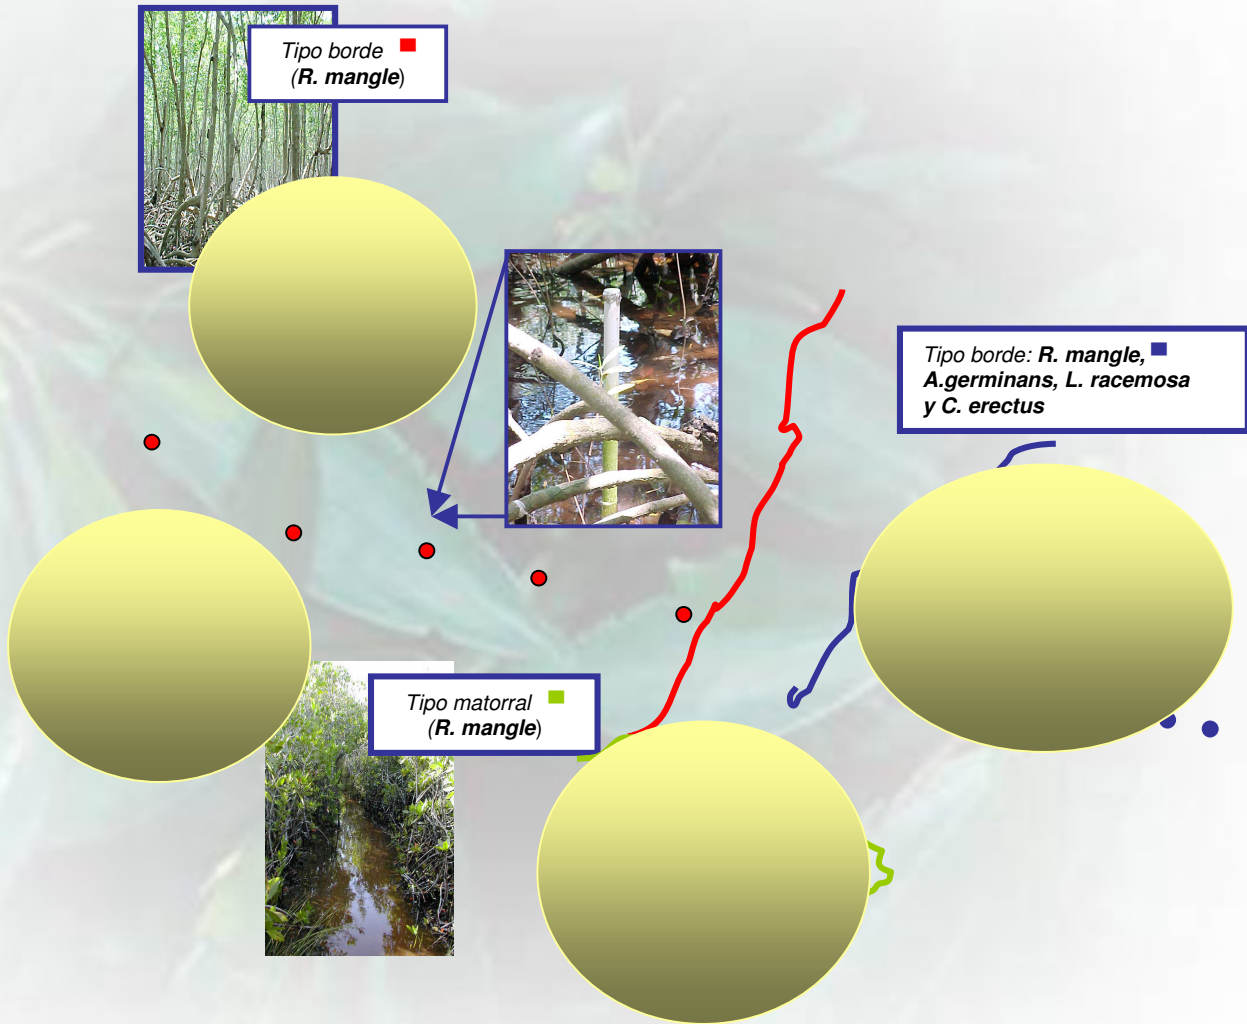 Tipo borde
(R. mangle)
Tipo borde: R. mangle,
A.germinans, L. racemosa
y C. erectus
Tipo matorral
(R. mangle)